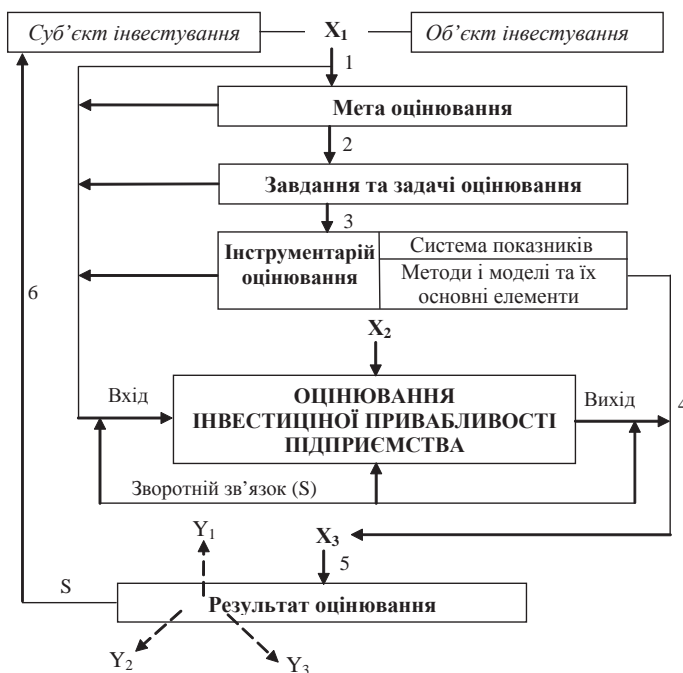 Суб’єкт інвестування
X₁
Об’єкт інвестування
1
Мета оцінювання
2
Завдання та задачі оцінювання
3
Інструментарій
оцінювання
Система показників
Методи і моделі та їх
основні елементи
6
X₂
Вхід
ОЦІНЮВАННЯ
ІНВЕСТИЦІНОЇ ПРИВАБЛИВОСТІ
ПІДПРИЄМСТВА
Вихід
4
Зворотній зв’язок (S)
Y₁
X₃
5
S
Результат оцінювання
Y₂
Y₃